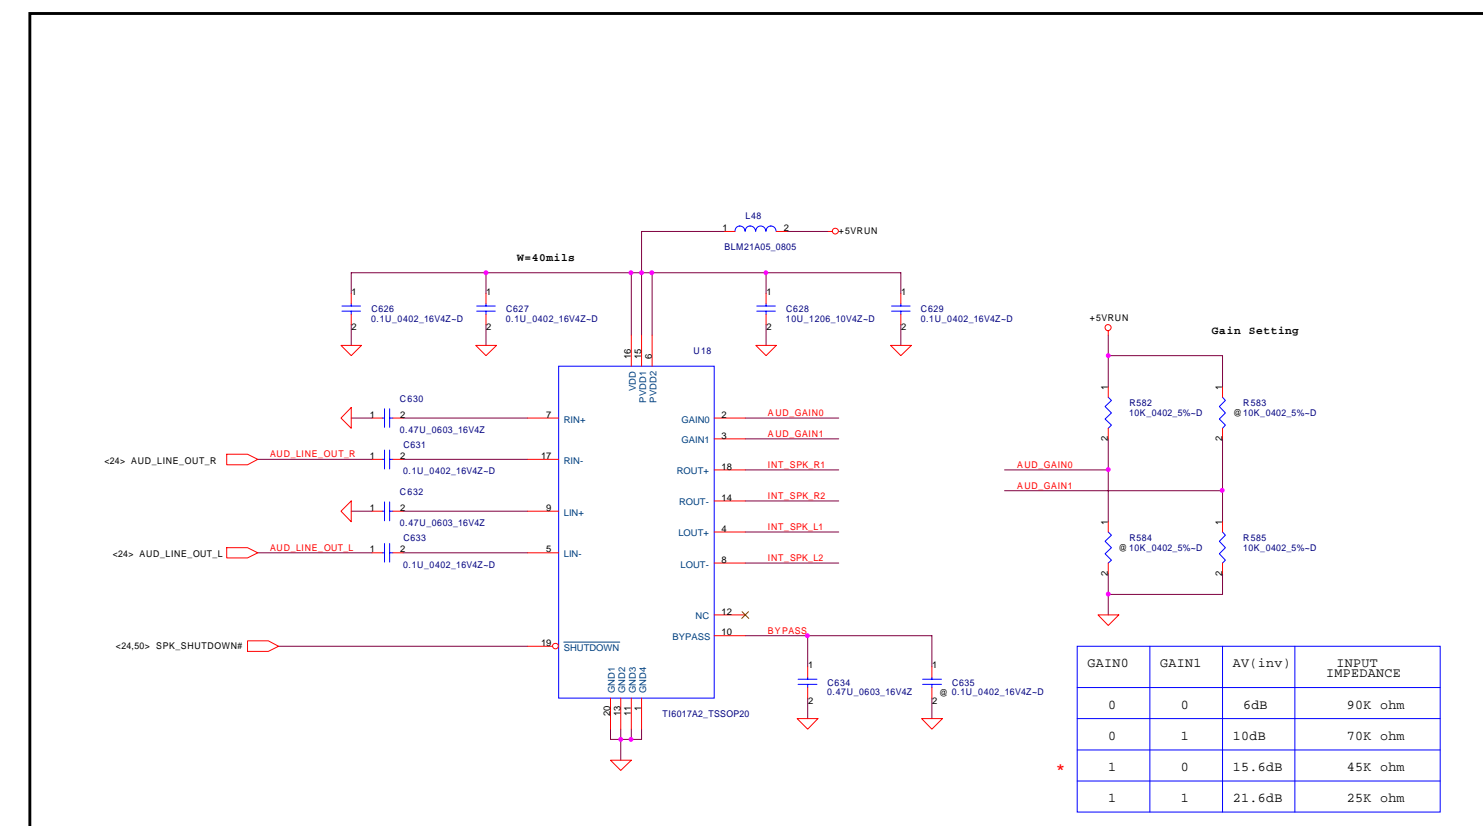 L48
1 2
+5VRUN
BLM21A05_0805
W=40mils
1 1 1 1
C626
0.1U_0402_16V4Z~D
C627
0.1U_0402_16V4Z~D
C628
10U_1206_10V4Z~D
C629
0.1U_0402_16V4Z~D
2 2 2 2
16 15 6
U18
VDD
PVDD1
PVDD2
C630
1 2
0.47U_0603_16V4Z
7 RIN+
C631
<24> AUD_LINE_OUT_R
AUD_LINE_OUT_R
1 2
0.1U_0402_16V4Z~D
17 RIN-
C632
1 2
0.47U_0603_16V4Z
9 LIN+
C633
<24> AUD_LINE_OUT_L
AUD_LINE_OUT_L
1 2
0.1U_0402_16V4Z~D
5 LIN-
<24,50> SPK_SHUTDOWN#
19 SHUTDOWN
GAIN0 2 AUD_GAIN0
GAIN1 3 AUD_GAIN1
ROUT+ 18 INT_SPK_R1
ROUT- 14 INT_SPK_R2
LOUT+ 4 INT_SPK_L1
LOUT- 8 INT_SPK_L2
NC 12
BYPASS 10 BYPASS
GND1
GND2
GND3
GND4
20 13 11 1
TI6017A2_TSSOP20
1
C634
0.47U_0603_16V4Z
2
1
C635
@ 0.1U_0402_16V4Z~D
2
+5VRUN
Gain Setting
1 1
R582
10K_0402_5%~D
R583
@10K_0402_5%~D
2 2
AUD_GAIN0
AUD_GAIN1
1 1
R584
@10K_0402_5%~D
R585
10K_0402_5%~D
2 2
GAIN0 GAIN1 AV(inv) INPUT IMPEDANCE
0 0 6dB 90K ohm
0 1 10dB 70K ohm
* 1 0 15.6dB 45K ohm
1 1 21.6dB 25K ohm